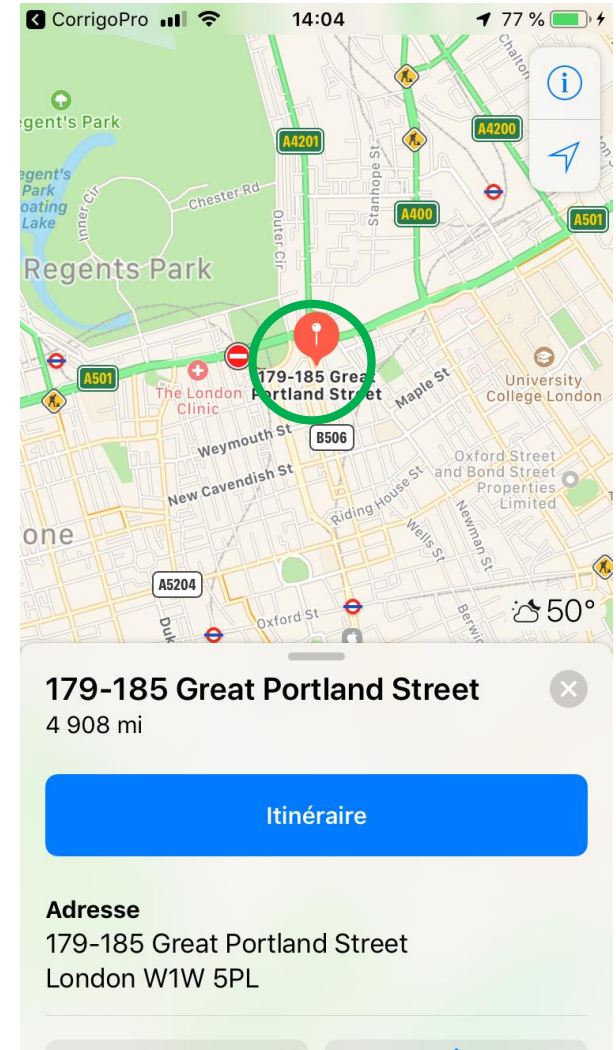 CorrigoPro
14:04
77 %
Chalton
gent's Park
A4201
A4200
egent's
Park
oating
Lake
Inner Cir
Chester Rd
Outer Cir
Stanhope St
A400
A501
Regents Park
A501
179-185 Great
Portland Street
The London
Clinic
Maple St
University
College London
Weymouth St
B506
New Cavendish St
Riding House St
Oxford Street
and Bond Street
Properties
Limited
Wells St
Newman St
one
A5204
Duk
Oxford St
Berwic
50°
179-185 Great Portland Street
4 908 mi
Itinéraire
Adresse
179-185 Great Portland Street
London W1W 5PL